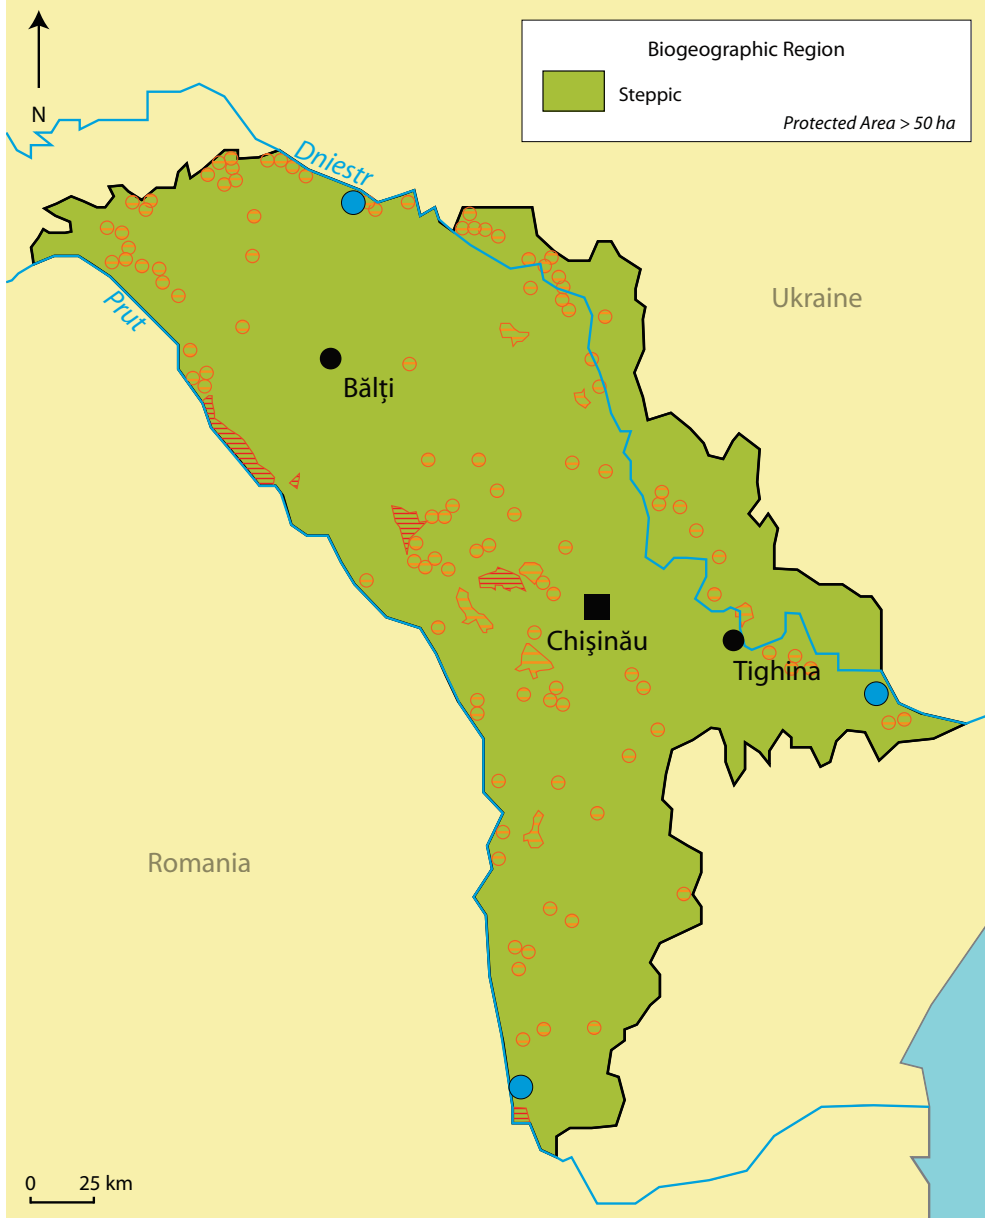 Biogeographic Region
Steppic
Protected Area > 50 ha
N
Dniestr
Prut
Ukraine
Bălți
Chişinău
Tighina
Romania
0 25 km